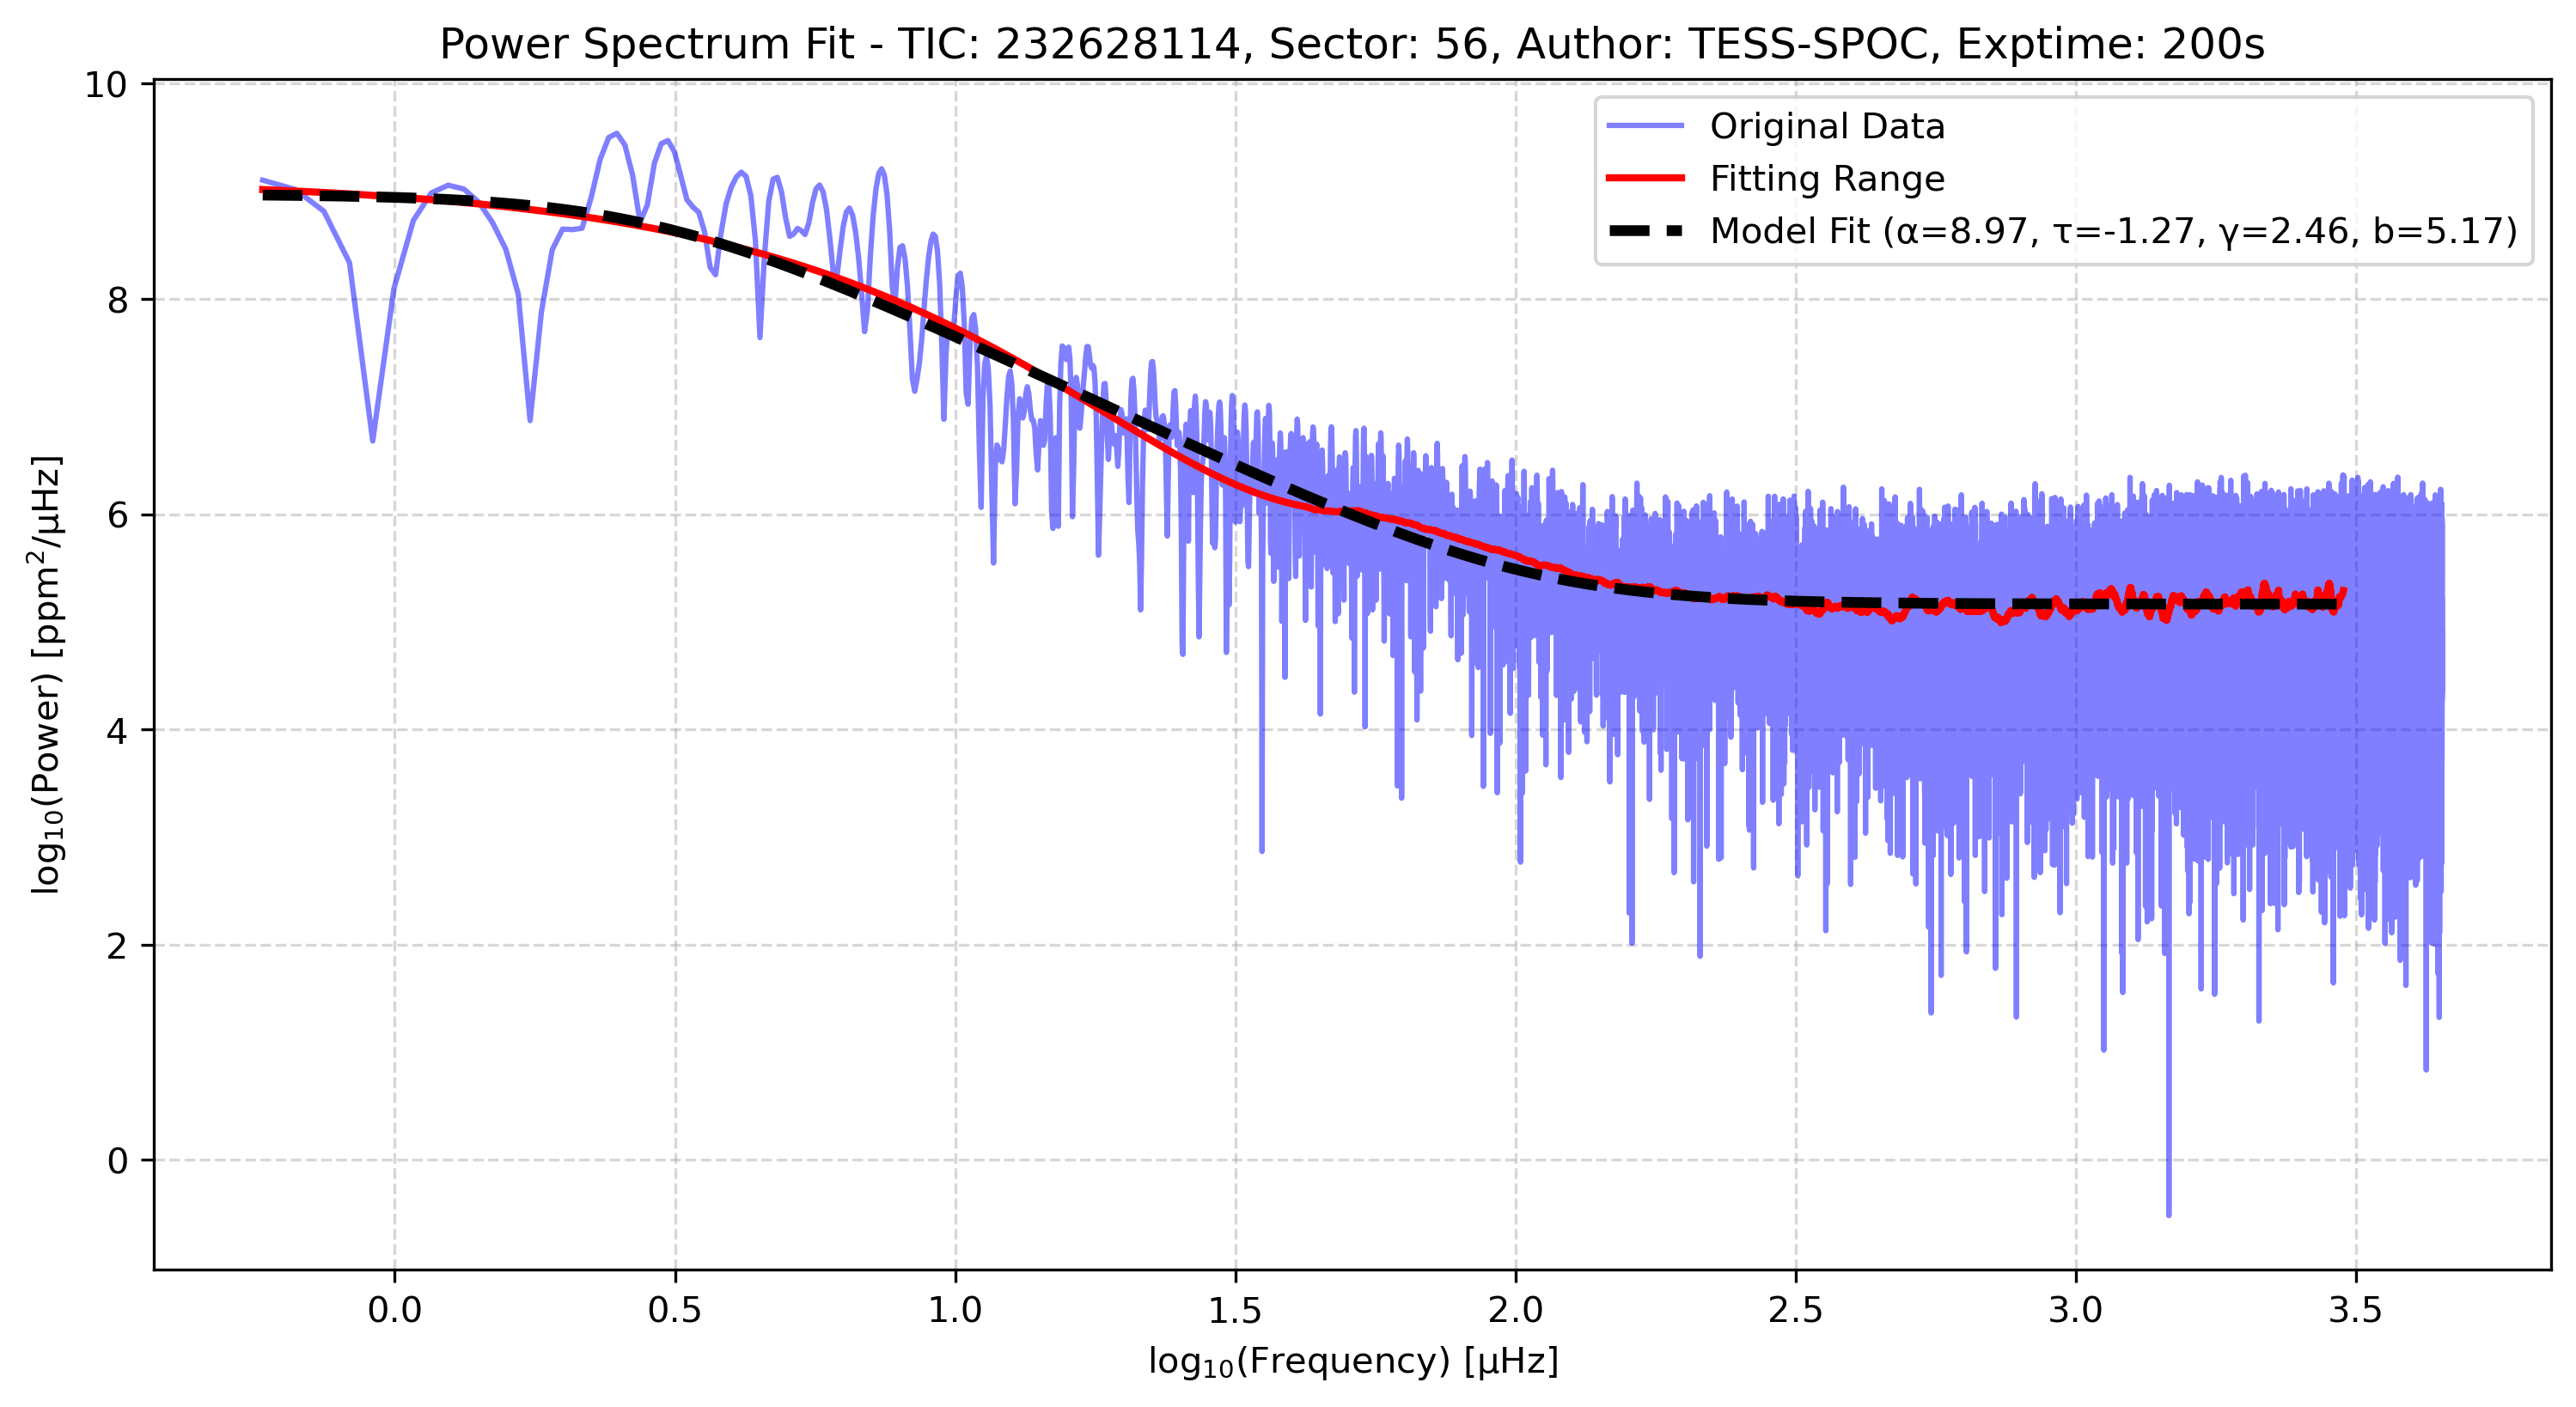 Power Spectrum Fit - TIC: 232628114, Sector: 56, Author: TESS-SPOC, Exptime: 200s
Original Data
Fitting Range
Model Fit (α=8.97, τ=-1.27, γ=2.46, b=5.17)
log₁₀(Power) [ppm²/μHz]
10
8
6
4
2
0
0.0 0.5 1.0 1.5 2.0 2.5 3.0 3.5
log₁₀(Frequency) [μHz]